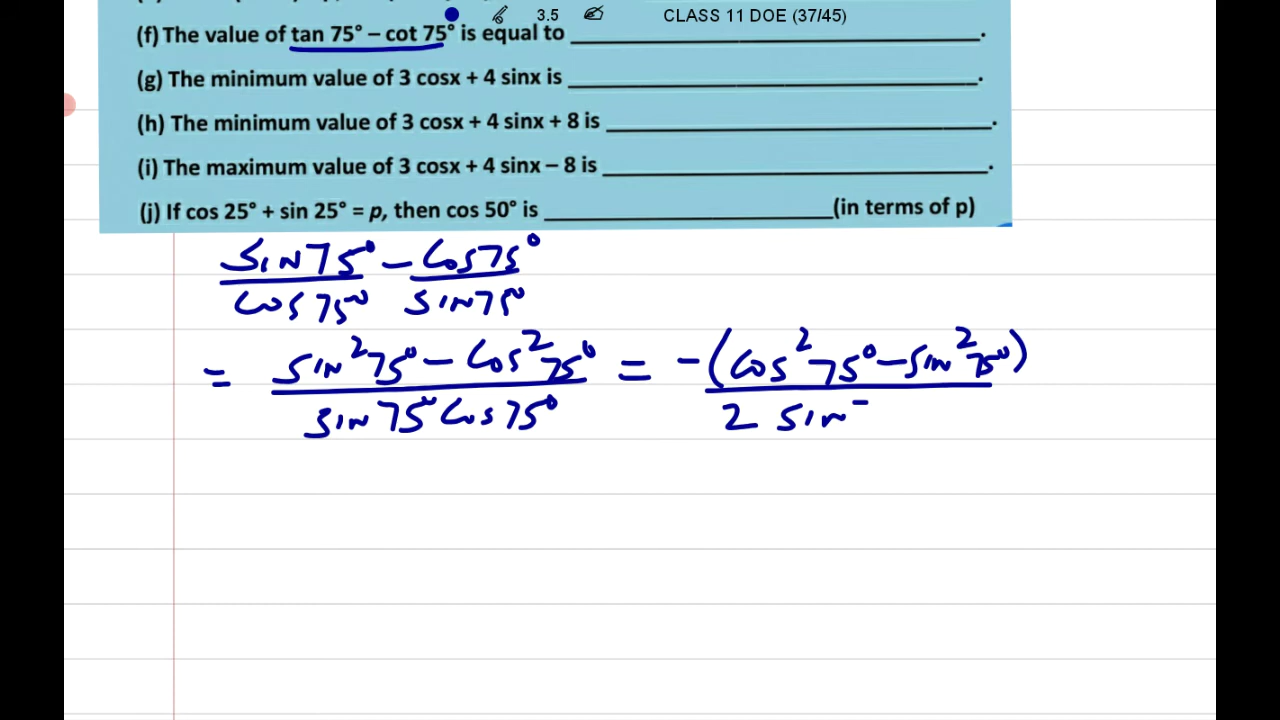 3.5 CLASS 11 DOE (37/45)
(f) The value of tan 75° – cot 75° is equal to ____________.
(g) The minimum value of 3 cosx + 4 sinx is ____________.
(h) The minimum value of 3 cosx + 4 sinx + 8 is ____________.
(i) The maximum value of 3 cosx + 4 sinx – 8 is ____________.
(j) If cos 25° + sin 25° = p, then cos 50° is ____________(in terms of p)
sin75° – cos75°
cos75° sin75°
= sin²75° – cos²75° = –(cos²75° – sin²75°)
sin75° cos75° 2 sin